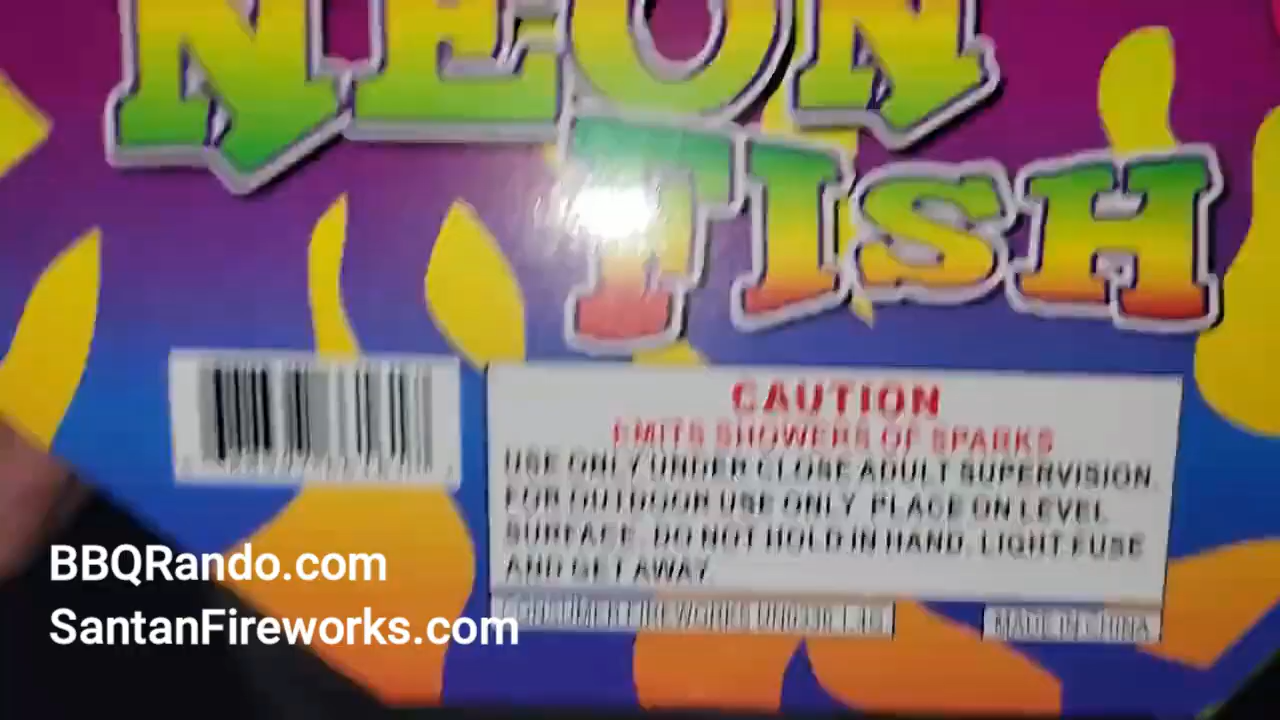 NEON
FISH
CAUTION
EMITS SHOWERS OF SPARKS
USE ONLY UNDER CLOSE ADULT SUPERVISION
FOR OUTDOOR USE ONLY PLACE ON LEVEL
SURFACE. DO NOT HOLD IN HAND. LIGHT FUSE
AND GET AWAY
MADE IN CHINA
BBQRando.com
SantanFireworks.com